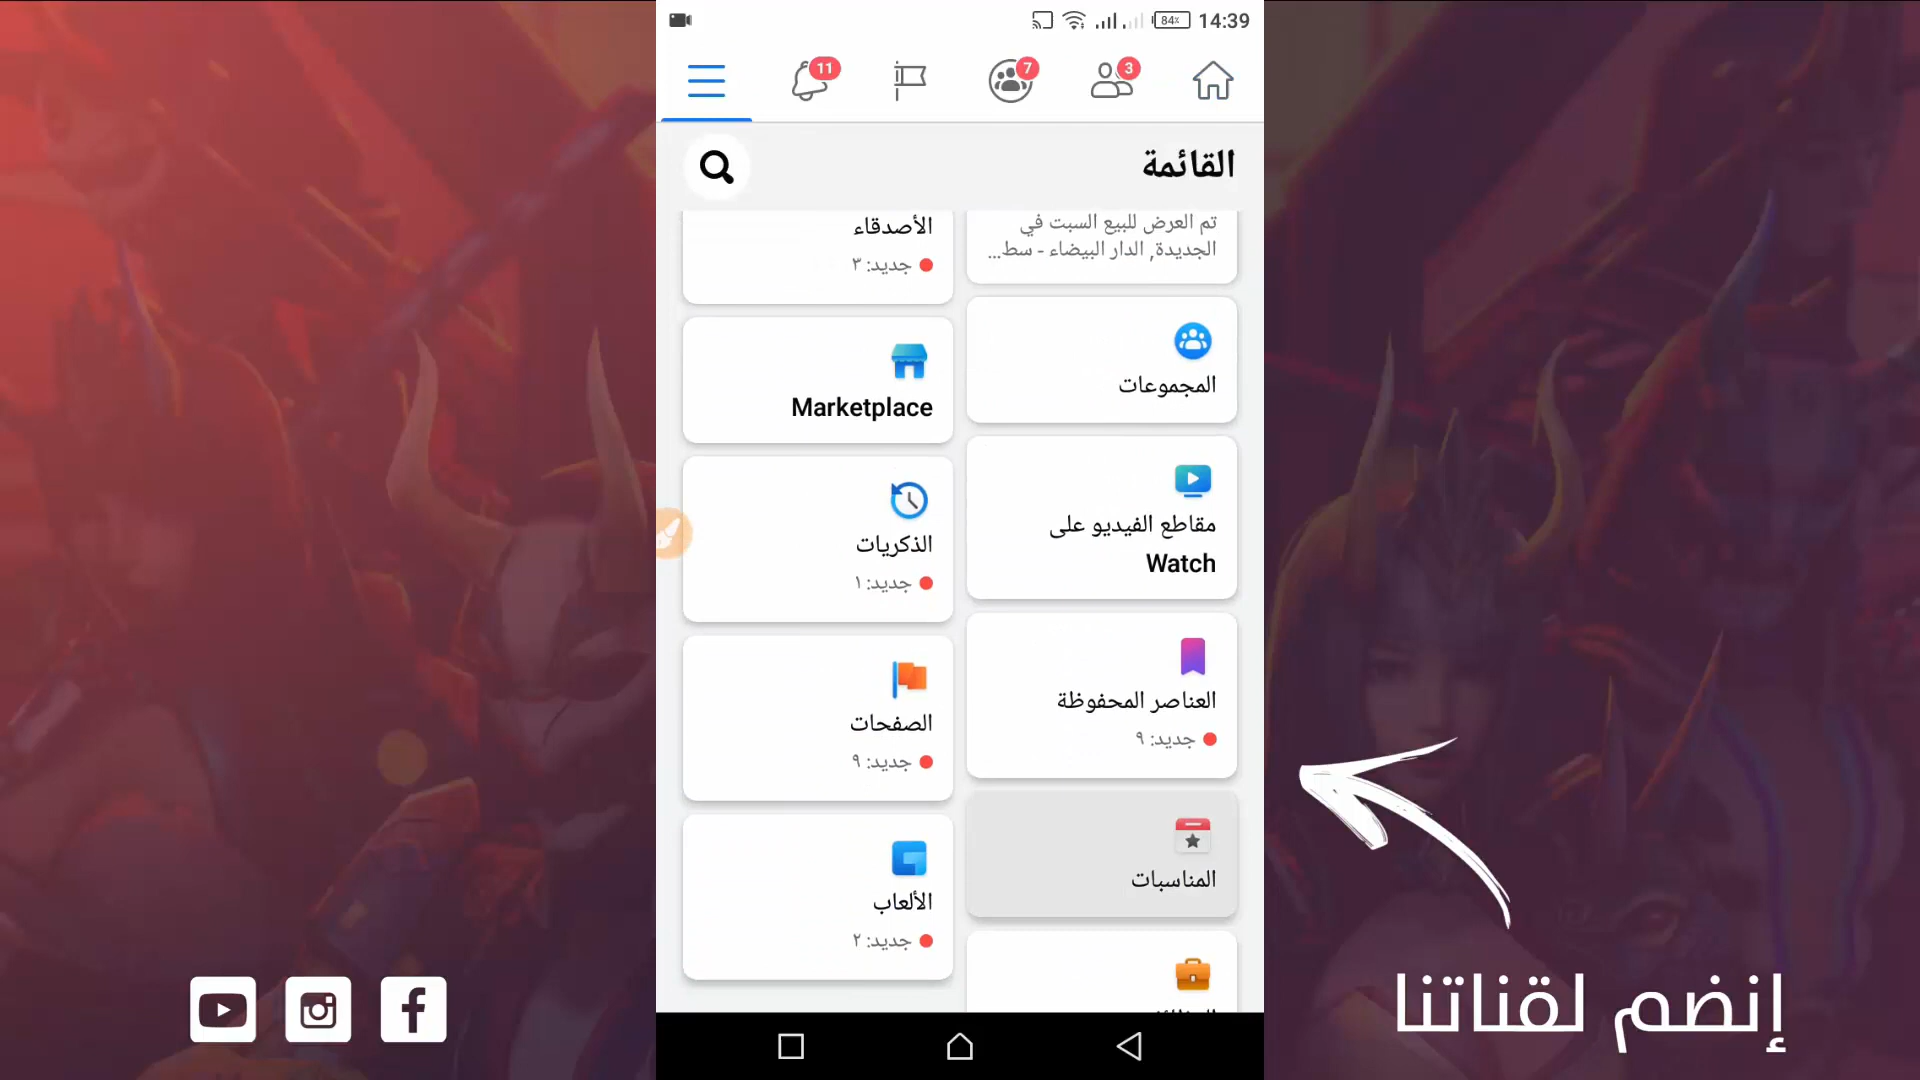 84% 14:39
11
7
3
القائمة
تم العرض للبيع السبت في
الجديدة, الدار البيضاء - سط...
الأصدقاء
جديد: ٣
المجموعات
Marketplace
مقاطع الفيديو على
Watch
الذكريات
جديد: ١
العناصر المحفوظة
جديد: ٩
الصفحات
جديد: ٩
المناسبات
الألعاب
جديد: ٢
إنضم لقناتنا